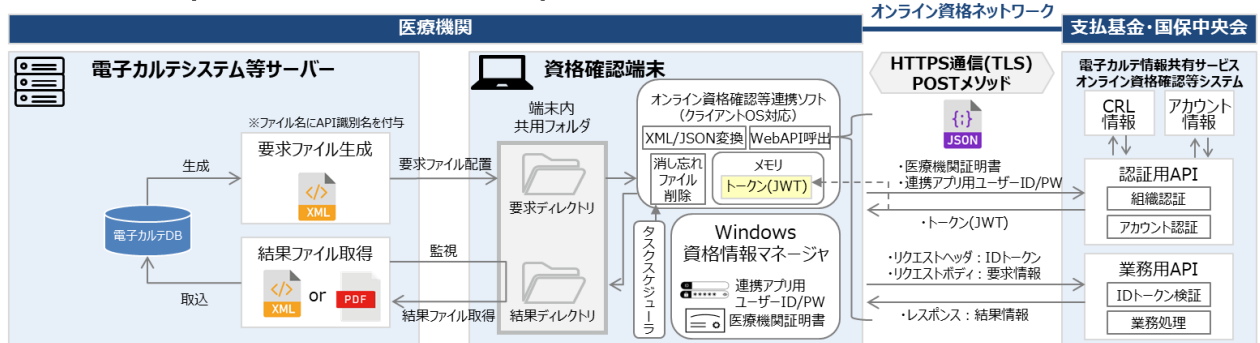 オンライン資格ネットワーク
医療機関
支払基金・国保中央会
電子カルテシステム等サーバー
※ファイル名にAPI識別名を付与
生成
要求ファイル生成
XML
要求ファイル配置
電子カルテDB
結果ファイル取得
XML
or
PDF
取込
監視
結果ファイル取得
資格確認端末
端末内
共用フォルダ
要求ディレクトリ
結果ディレクトリ
オンライン資格確認等連携ソフト
(クライアントOS対応)
XML/JSON変換
WebAPI呼出
消し忘れ
ファイル
削除
メモリ
トークン(JWT)
タスクスケジューラ
Windows
資格情報マネージャ
連携アプリ用
ユーザーID/PW
医療機関証明書
HTTPS通信(TLS)
POSTメソッド
{;}
JSON
・医療機関証明書
・連携アプリ用ユーザーID/PW
・トークン(JWT)
・リクエストヘッダ：IDトークン
・リクエストボディ：要求情報
・レスポンス：結果情報
電子カルテ情報共有サービス
オンライン資格確認等システム
CRL
情報
アカウント
情報
認証用API
組織認証
アカウント認証
業務用API
IDトークン検証
業務処理